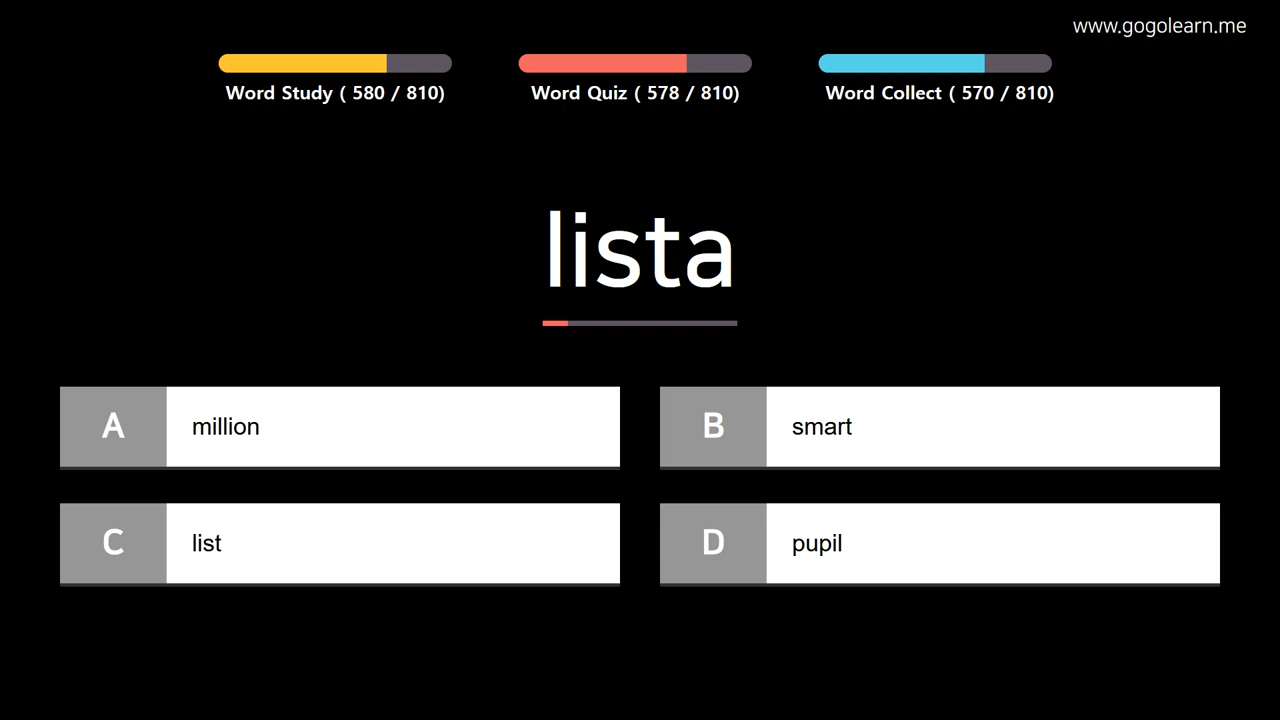 www.gogolearn.me
Word Study ( 580 / 810)
Word Quiz ( 578 / 810)
Word Collect ( 570 / 810)
lista
A
million
B
smart
C
list
D
pupil